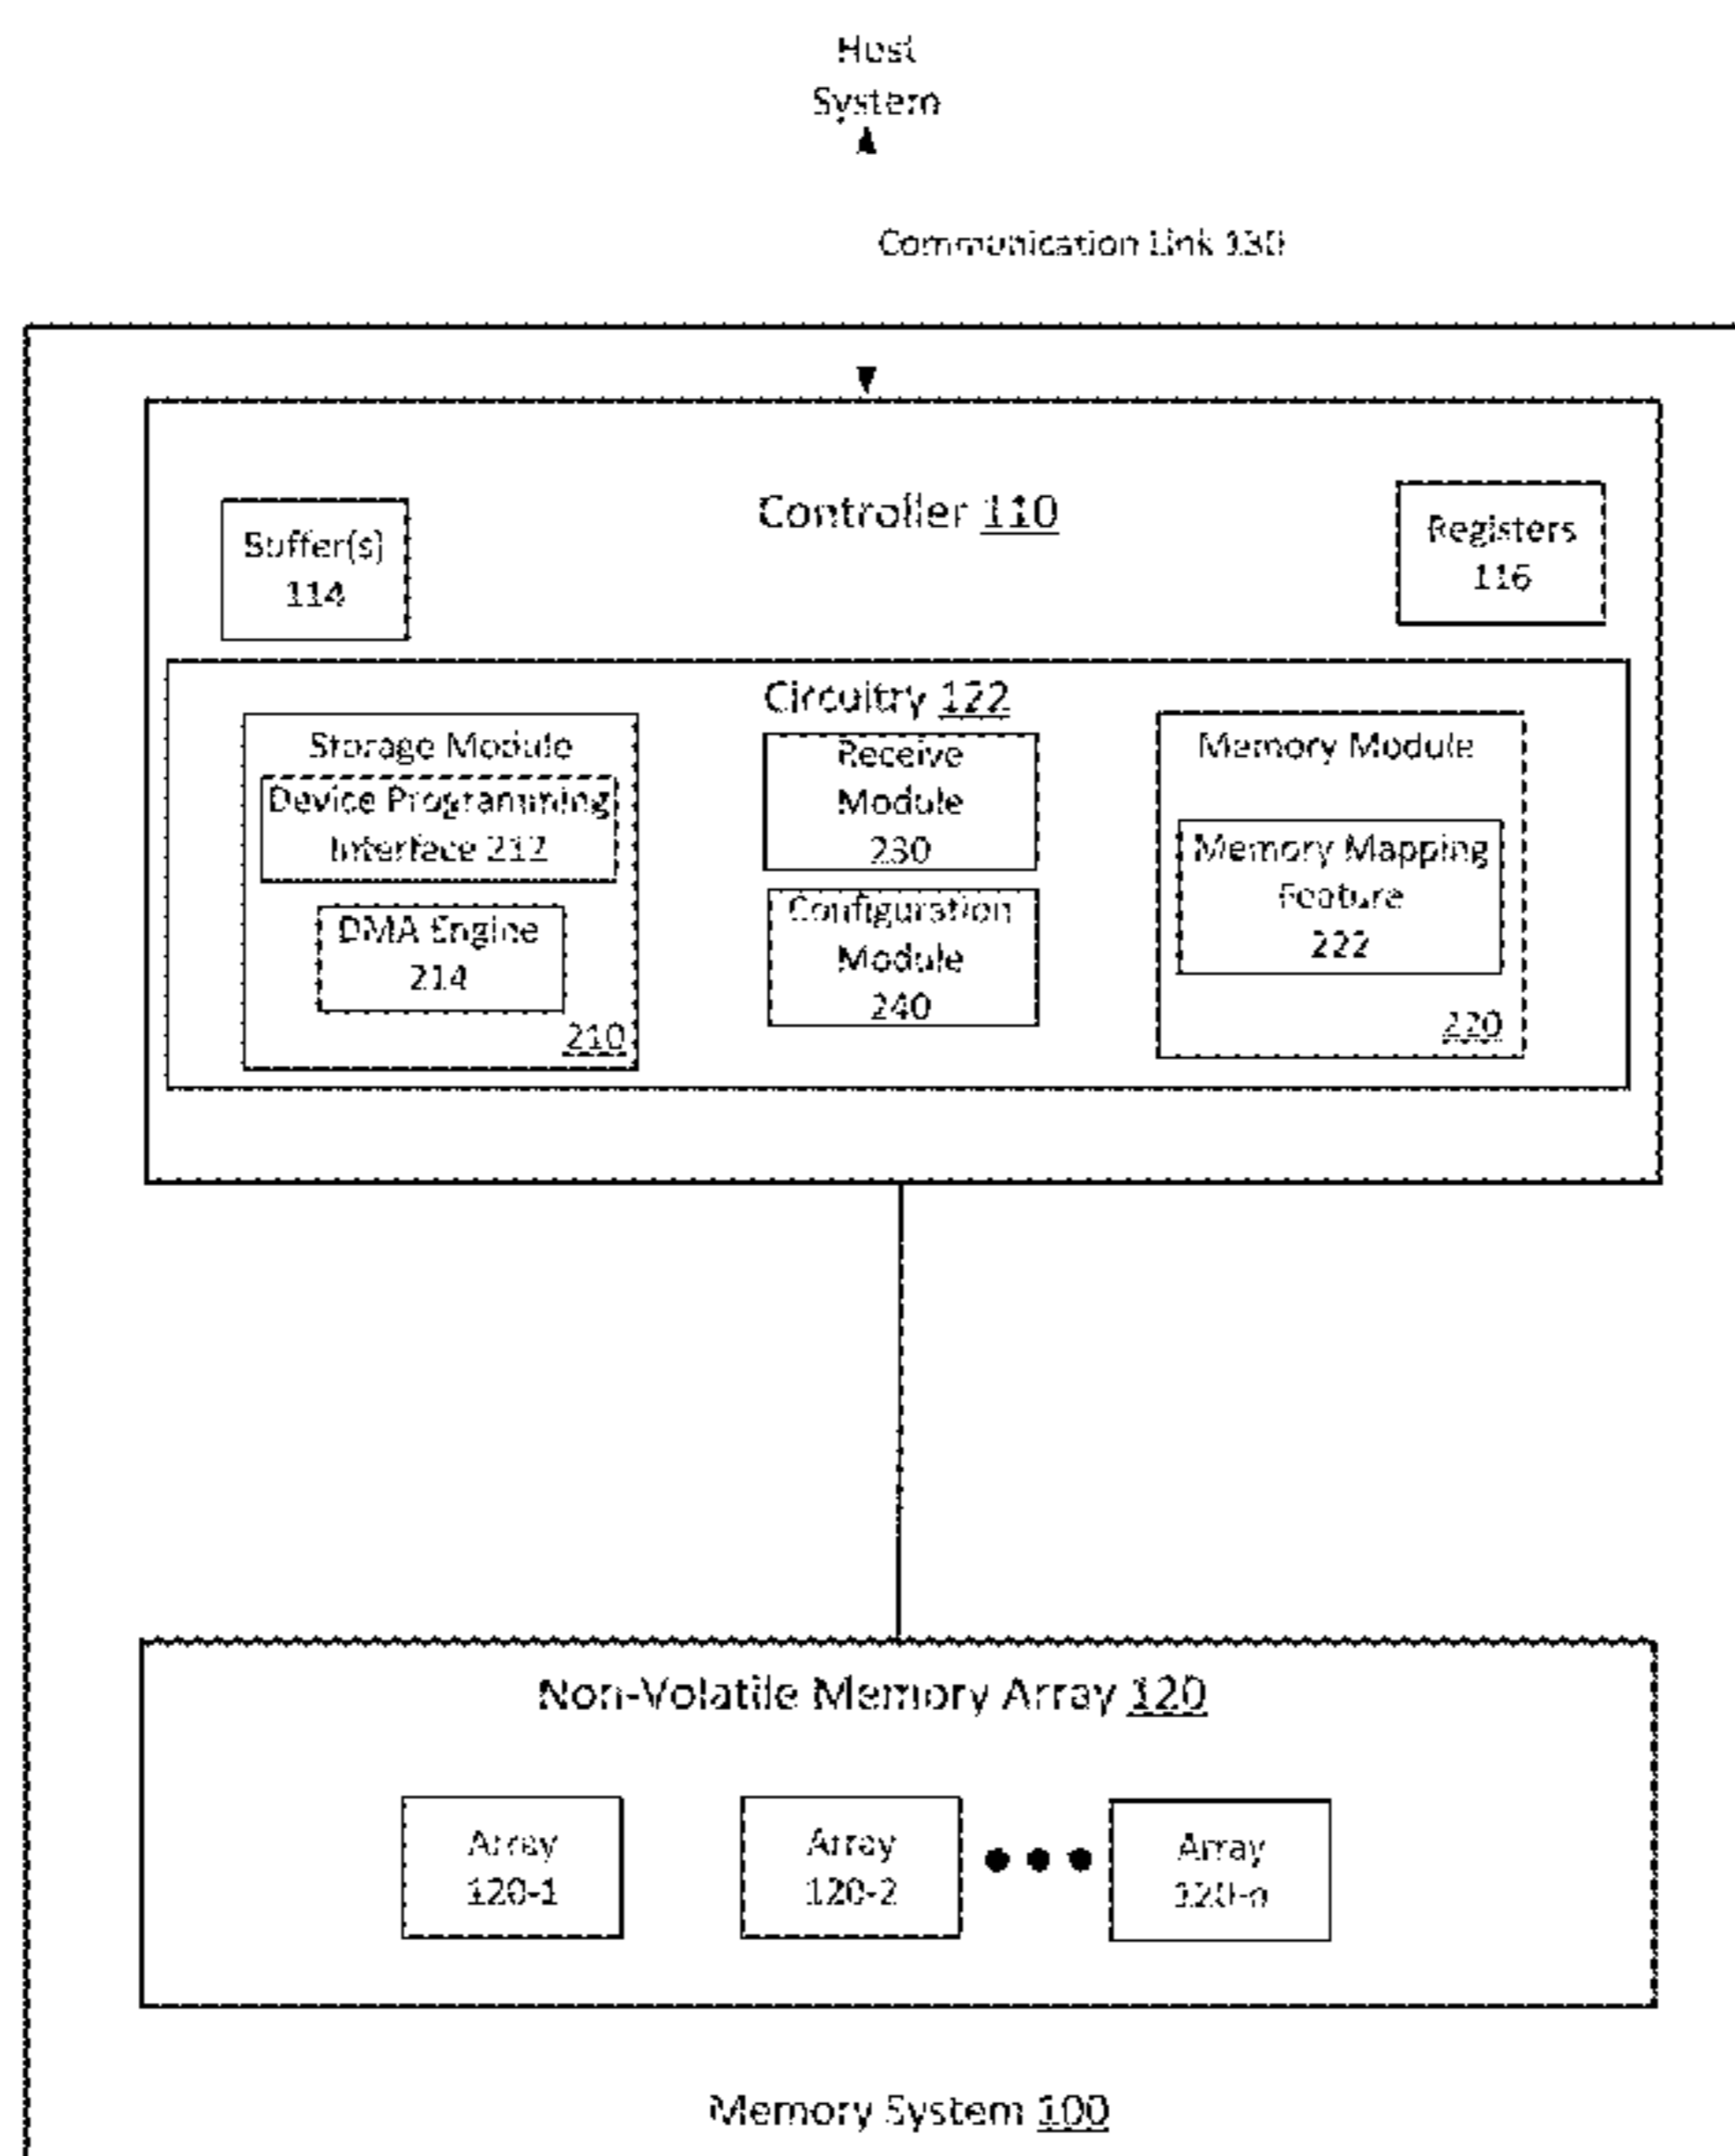 Host
System
Communication Link 130
Controller 110
Buffer(s)
114
Registers
116
Circuitry 122
Storage Module
Device Programming
Interface 212
DMA Engine
214
210
Receive
Module
230
Configuration
Module
240
Memory Module
Memory Mapping
Feature
222
220
Non-Volatile Memory Array 120
Array
120-1
Array
120-2
Array
120-n
Memory System 100